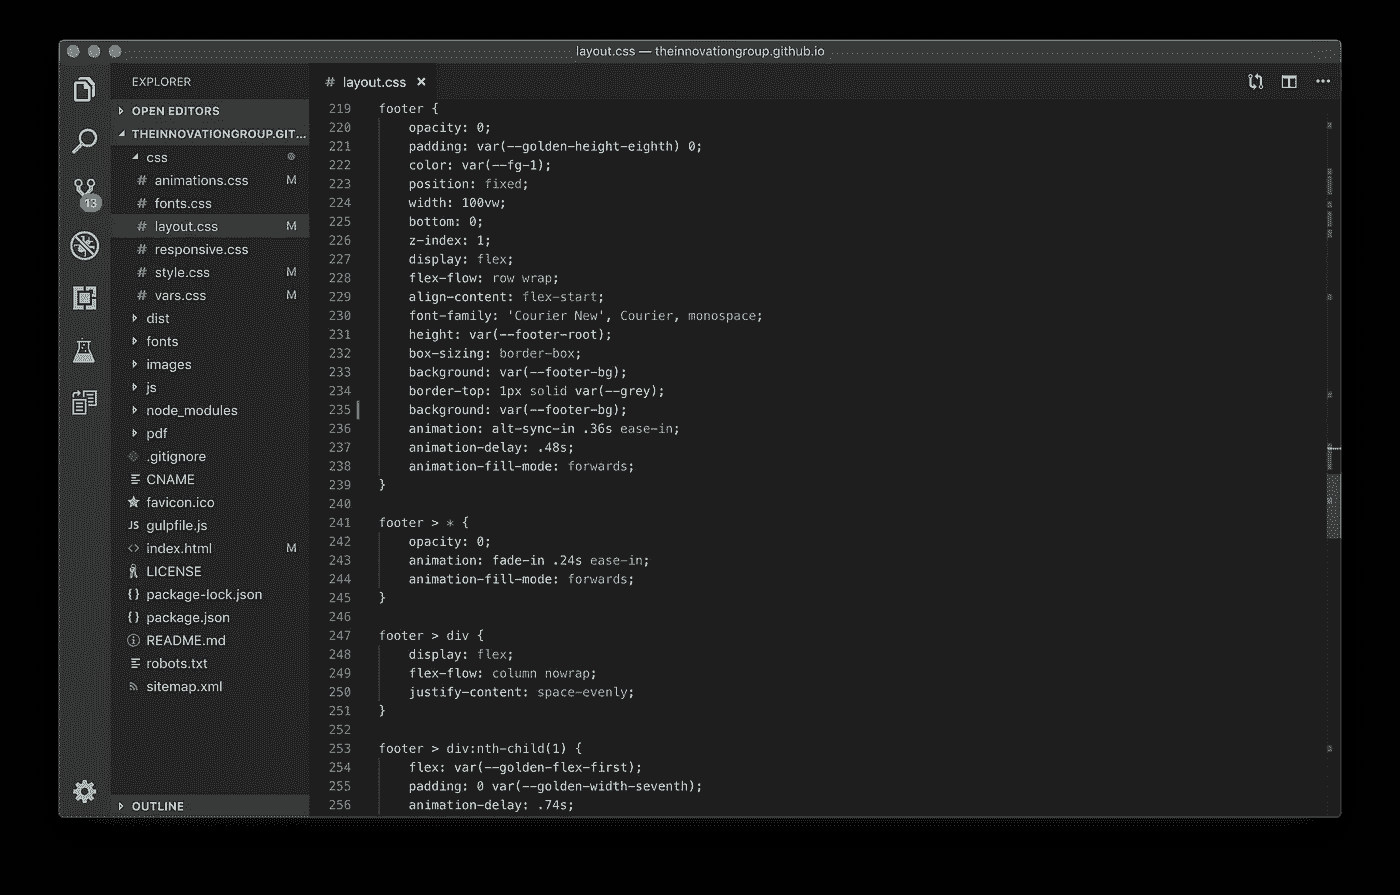 layout.css — theinnovationgroup.github.io
EXPLORER
OPEN EDITORS
THEINNOVATIONGROUP.GIT...
css
# animations.css M
# fonts.css
# layout.css M
# responsive.css
# style.css M
# vars.css M
dist
fonts
images
js
node_modules
pdf
.gitignore
CNAME
favicon.ico
JS gulpfile.js
<> index.html M
LICENSE
{} package-lock.json
{} package.json
README.md
robots.txt
sitemap.xml
OUTLINE
13
# layout.css ×
219 footer {
220 opacity: 0;
221 padding: var(--golden-height-eighth) 0;
222 color: var(--fg-1);
223 position: fixed;
224 width: 100vw;
225 bottom: 0;
226 z-index: 1;
227 display: flex;
228 flex-flow: row wrap;
229 align-content: flex-start;
230 font-family: 'Courier New', Courier, monospace;
231 height: var(--footer-root);
232 box-sizing: border-box;
233 background: var(--footer-bg);
234 border-top: 1px solid var(--grey);
235 background: var(--footer-bg);
236 animation: alt-sync-in .36s ease-in;
237 animation-delay: .48s;
238 animation-fill-mode: forwards;
239 }
240
241 footer > * {
242 opacity: 0;
243 animation: fade-in .24s ease-in;
244 animation-fill-mode: forwards;
245 }
246
247 footer > div {
248 display: flex;
249 flex-flow: column nowrap;
250 justify-content: space-evenly;
251 }
252
253 footer > div:nth-child(1) {
254 flex: var(--golden-flex-first);
255 padding: 0 var(--golden-width-seventh);
256 animation-delay: .74s;